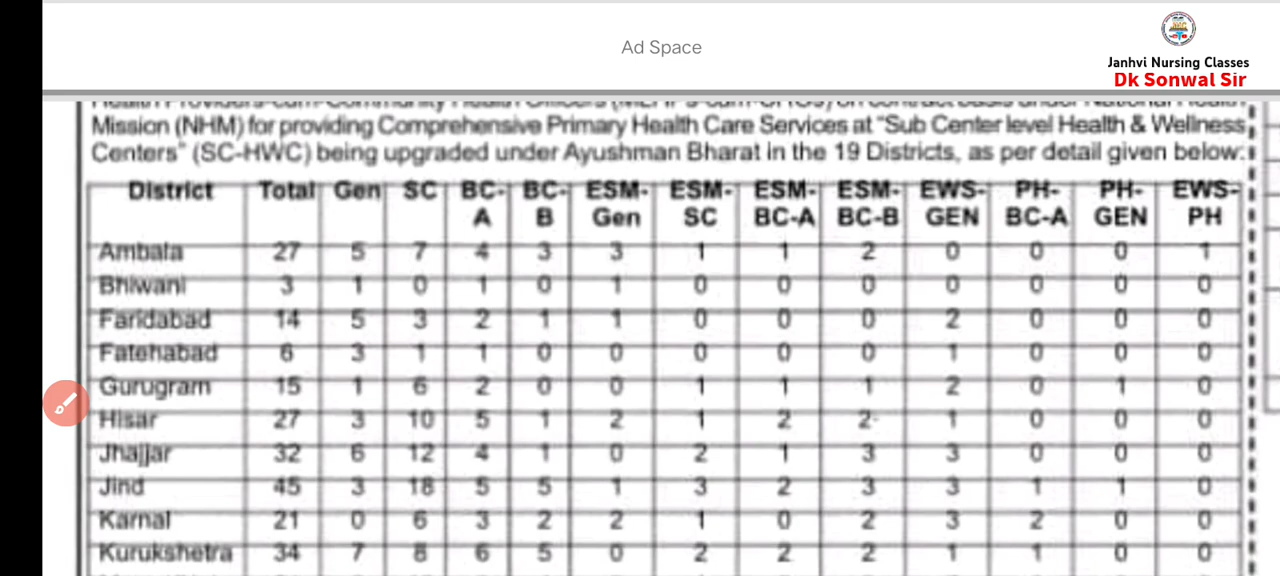 Ad Space
Janhvi Nursing Classes
Dk Sonwal Sir
Mission (NHM) for providing Comprehensive Primary Health Care Services at "Sub Center level Health & Wellness
Centers" (SC-HWC) being upgraded under Ayushman Bharat in the 19 Districts, as per detail given below:
District Total Gen SC BC-A BC-B ESM-Gen ESM-SC ESM-BC-A ESM-BC-B EWS-GEN PH-BC-A PH-GEN EWS-PH
Ambala 27 5 7 4 3 3 1 1 2 0 0 0 1
Bhiwani 3 1 0 1 0 1 0 0 0 0 0 0 0
Faridabad 14 5 3 2 1 1 0 0 0 2 0 0 0
Fatehabad 6 3 1 1 0 0 0 0 0 1 0 0 0
Gurugram 15 1 6 2 0 0 1 1 1 2 0 1 0
Hisar 27 3 10 5 1 2 1 2 2 1 0 0 0
Jhajjar 32 6 12 4 1 0 2 1 3 3 0 0 0
Jind 45 3 18 5 5 1 3 2 3 3 1 1 0
Karnal 21 0 6 3 2 2 1 0 2 3 2 0 0
Kurukshetra 34 7 8 6 5 0 2 2 2 1 1 0 0